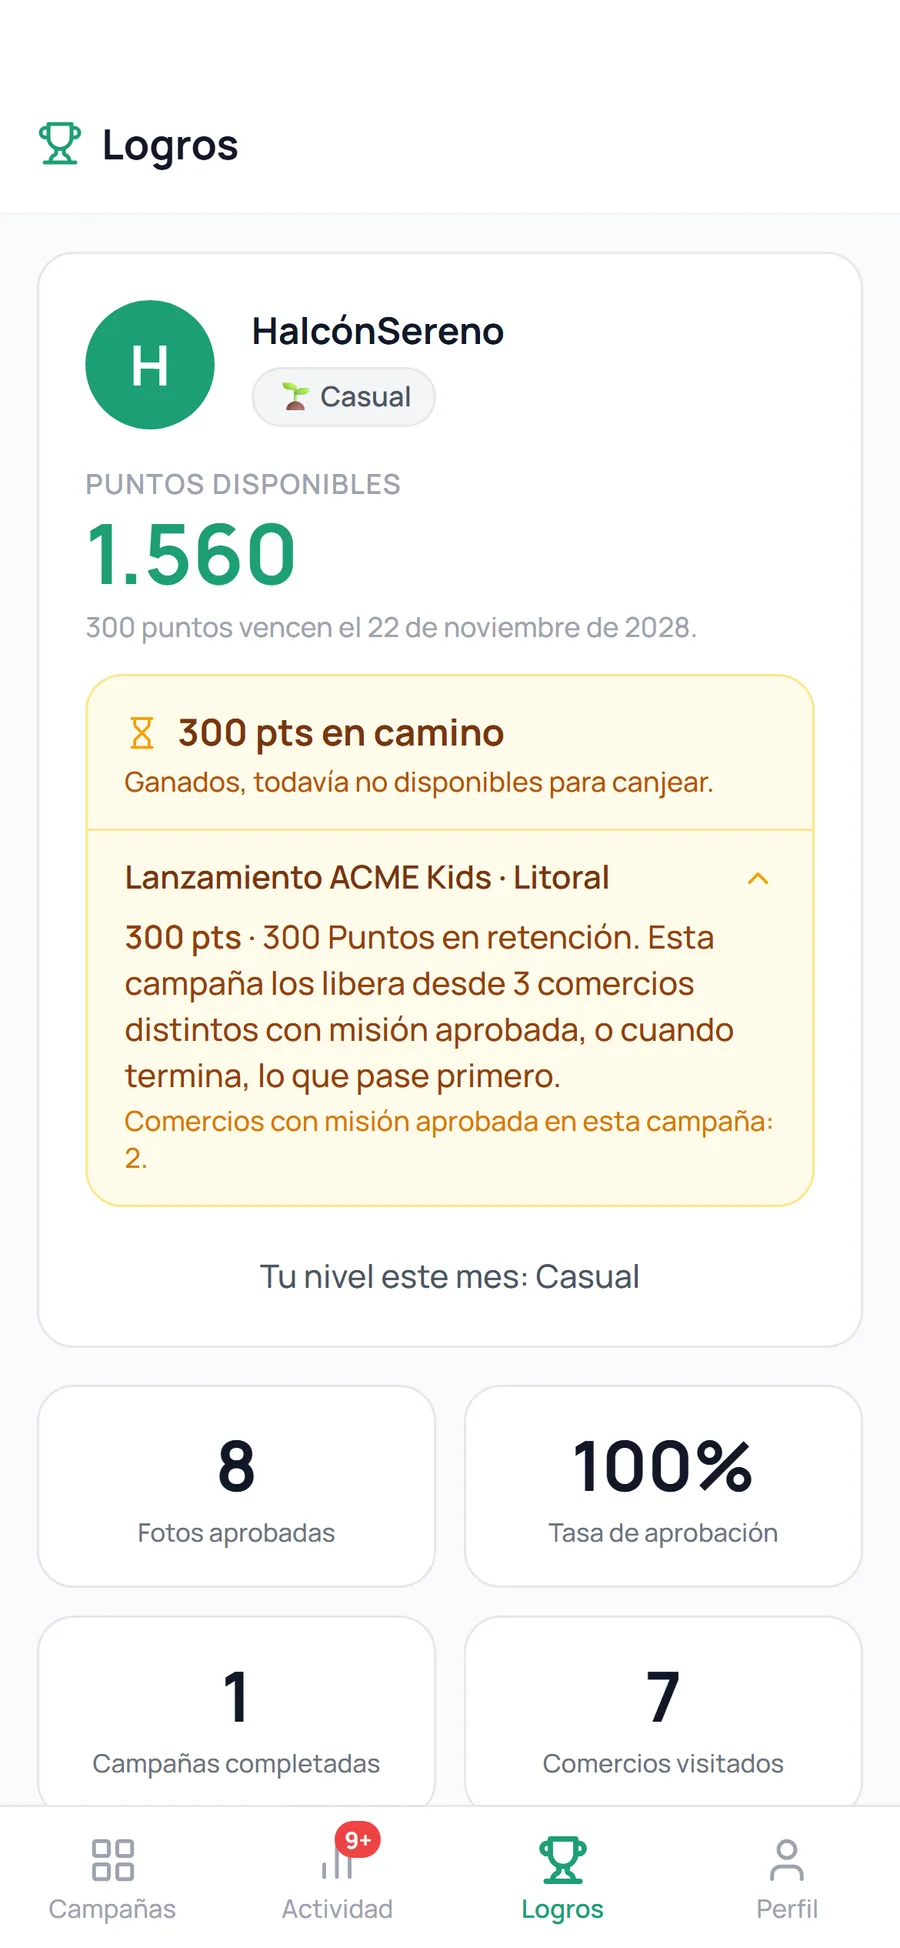 Logros
H
HalcónSereno
Casual
PUNTOS DISPONIBLES
1.560
300 puntos vencen el 22 de noviembre de 2028.
300 pts en camino
Ganados, todavía no disponibles para canjear.
Lanzamiento ACME Kids · Litoral
300 pts · 300 Puntos en retención. Esta
campaña los libera desde 3 comercios
distintos con misión aprobada, o cuando
termina, lo que pase primero.
Comercios con misión aprobada en esta campaña:
2.
Tu nivel este mes: Casual
8
Fotos aprobadas
100%
Tasa de aprobación
1
Campañas completadas
7
Comercios visitados
9+
Campañas
Actividad
Logros
Perfil